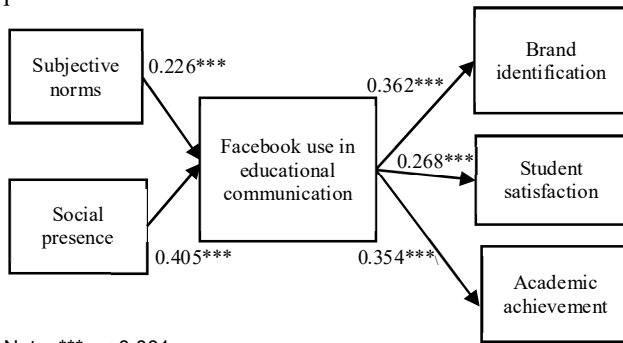 Subjective
norms
0.226***
Social
presence
0.405***
Facebook use in
educational
communication
0.362***
0.268***
0.354***
Brand
identification
Student
satisfaction
Academic
achievement